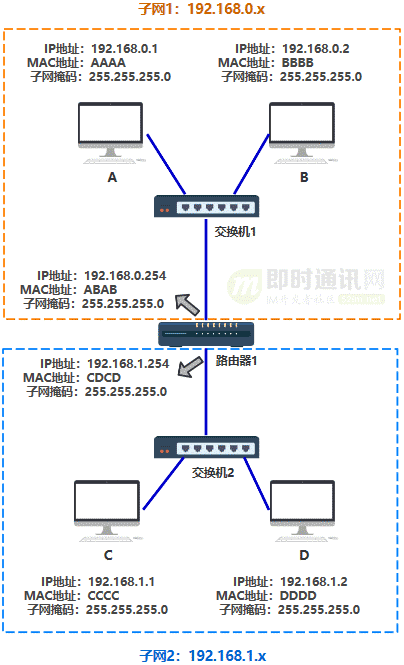 子网1：192.168.0.x
IP地址：192.168.0.1
MAC地址：AAAA
子网掩码：255.255.255.0
IP地址：192.168.0.2
MAC地址：BBBB
子网掩码：255.255.255.0
A
B
交换机1
IP地址：192.168.0.254
MAC地址：ABAB
子网掩码：255.255.255.0
即时通讯网
IM开发者社区
路由器1
IP地址：192.168.1.254
MAC地址：CDCD
子网掩码：255.255.255.0
交换机2
C
D
IP地址：192.168.1.1
MAC地址：CCCC
子网掩码：255.255.255.0
IP地址：192.168.1.2
MAC地址：DDDD
子网掩码：255.255.255.0
子网2：192.168.1.x